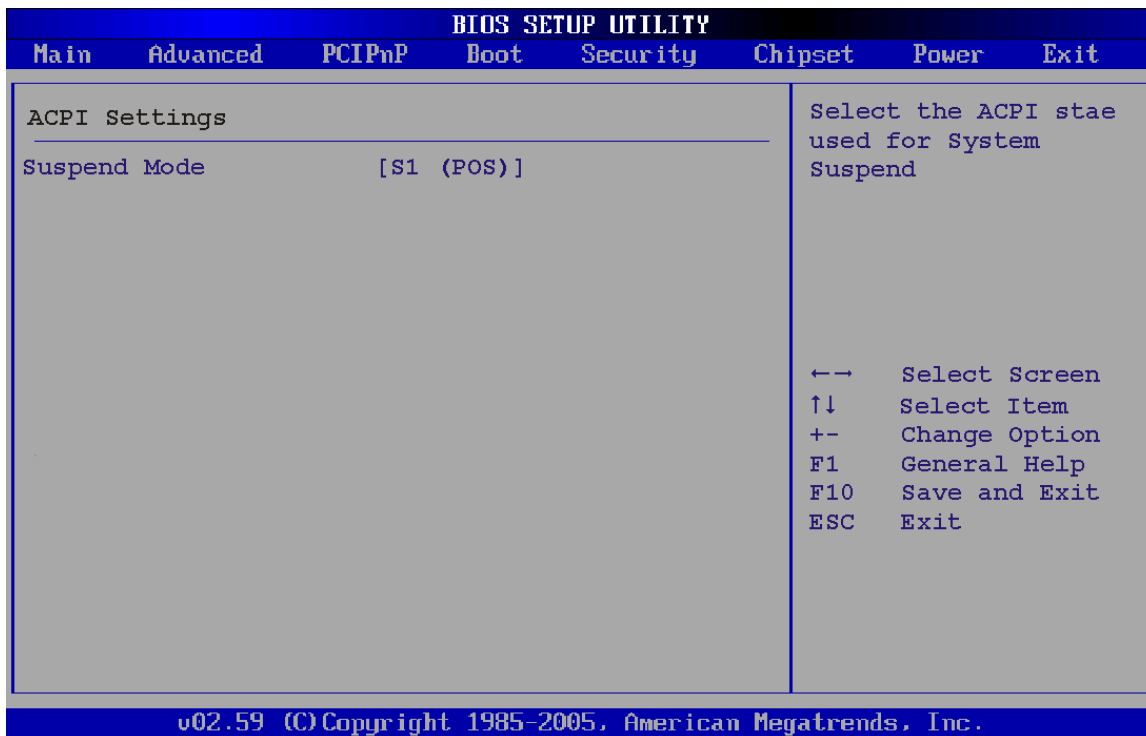 BIOS SETUP UTILITY
Main Advanced PCIPnP Boot Security Chipset Power Exit
ACPI Settings
Suspend Mode [S1 (POS)]
Select the ACPI stae
used for System
Suspend
←→ Select Screen
↑↓ Select Item
+- Change Option
F1 General Help
F10 Save and Exit
ESC Exit
v02.59 (C)Copyright 1985-2005, American Megatrends, Inc.